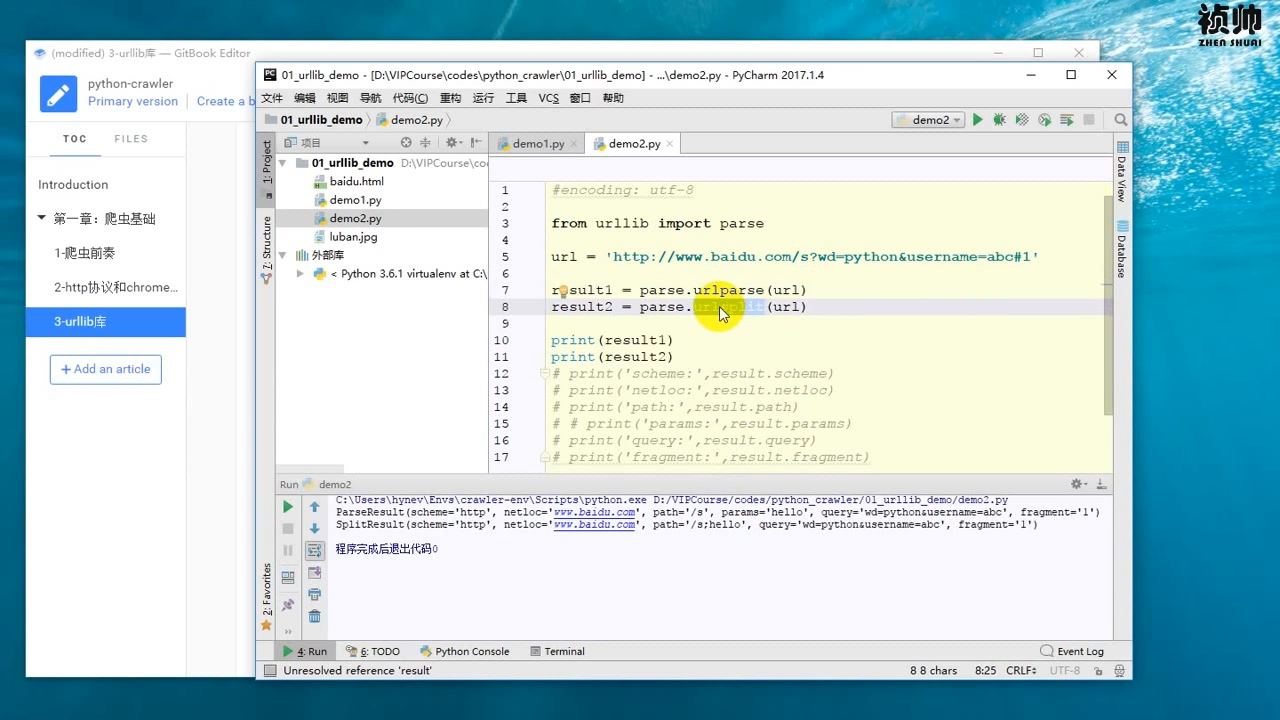 祯帅
ZHEN SHUAI
(modified) 3-urllib库 — GitBook Editor
python-crawler
Primary version
Create a b
TOC
FILES
Introduction
第一章：爬虫基础
1-爬虫前奏
2-http协议和chrome...
3-urllib库
+ Add an article
01_urllib_demo - [D:\VIPCourse\codes\python_crawler\01_urllib_demo] - ...\demo2.py - PyCharm 2017.1.4
文件 编辑 视图 导航 代码(C) 重构 运行 工具 VCS 窗口 帮助
01_urllib_demo demo2.py
demo2
1: Project
7: Structure
2: Favorites
项目
01_urllib_demo D:\VIPCourse\co
baidu.html
demo1.py
demo2.py
luban.jpg
外部库
< Python 3.6.1 virtualenv at C:\
demo1.py
demo2.py
1 #encoding: utf-8
2
3 from urllib import parse
4
5 url = 'http://www.baidu.com/s?wd=python&username=abc#1'
6
7 result1 = parse.urlparse(url)
8 result2 = parse.urlsplit(url)
9
10 print(result1)
11 print(result2)
12 # print('scheme:',result.scheme)
13 # print('netloc:',result.netloc)
14 # print('path:',result.path)
15 # # print('params:',result.params)
16 # print('query:',result.query)
17 # print('fragment:',result.fragment)
Data View
Database
Run demo2
C:\Users\hynev\Envs\crawler-env\Scripts\python.exe D:/VIPCourse/codes/python_crawler/01_urllib_demo/demo2.py
ParseResult(scheme='http', netloc='www.baidu.com', path='/s', params='hello', query='wd=python&username=abc', fragment='1')
SplitResult(scheme='http', netloc='www.baidu.com', path='/s;hello', query='wd=python&username=abc', fragment='1')
程序完成后退出代码0
4: Run
6: TODO
Python Console
Terminal
Event Log
Unresolved reference 'result'
8 8 chars
8:25
CRLF÷
UTF-8